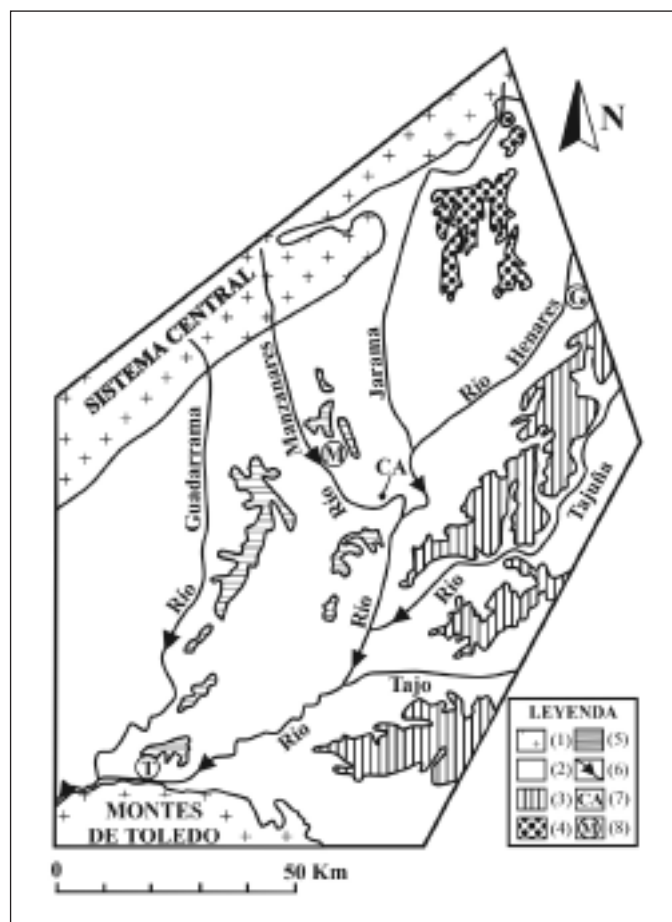 N
SISTEMA CENTRAL
Guadarrama
Río
Manzanares
Río
Jarama
Río
Henares
Río
G
M
CA
Tajuña
Río
Tajo
Río
T
MONTES
DE TOLEDO
0 50 Km
LEYENDA
+ (1) (5)
(2) (6)
(3) CA (7)
(4) M (8)